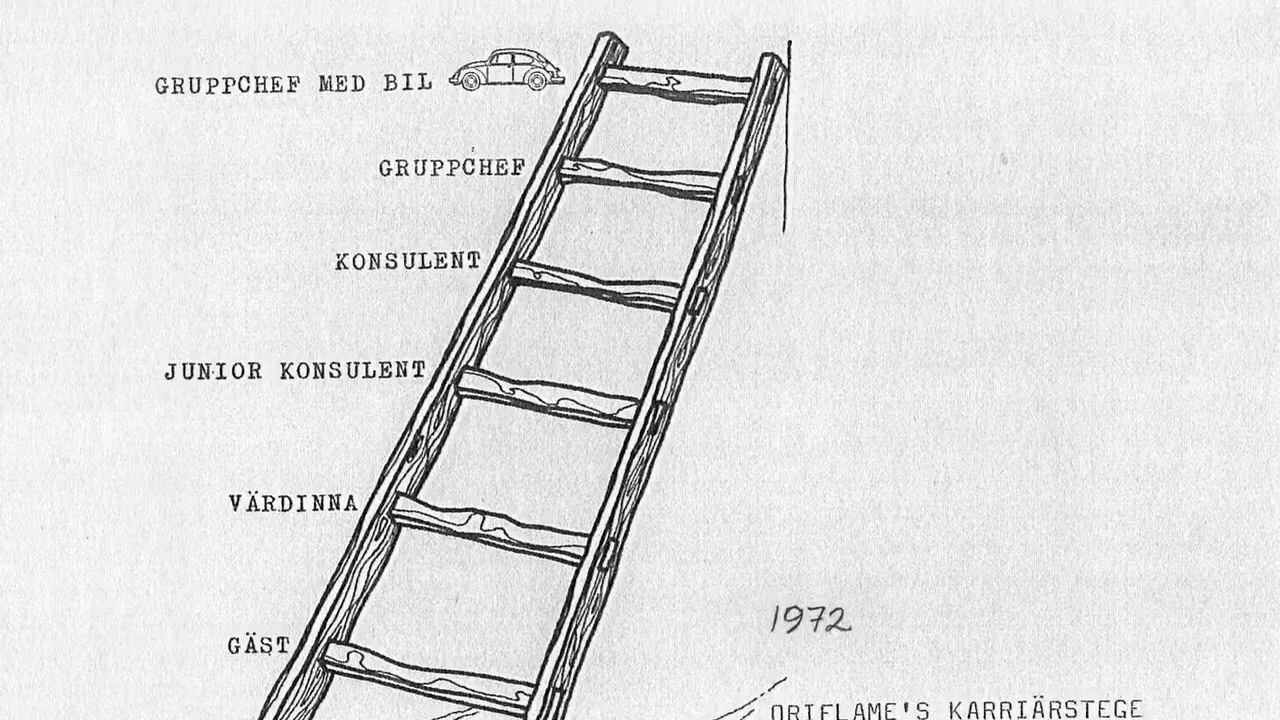 GRUPPCHEF MED BIL
GRUPPCHEF
KONSULENT
JUNIOR KONSULENT
VÄRDINNA
GÄST
1972
ORIFLAME'S KARRIÄRSTEGE